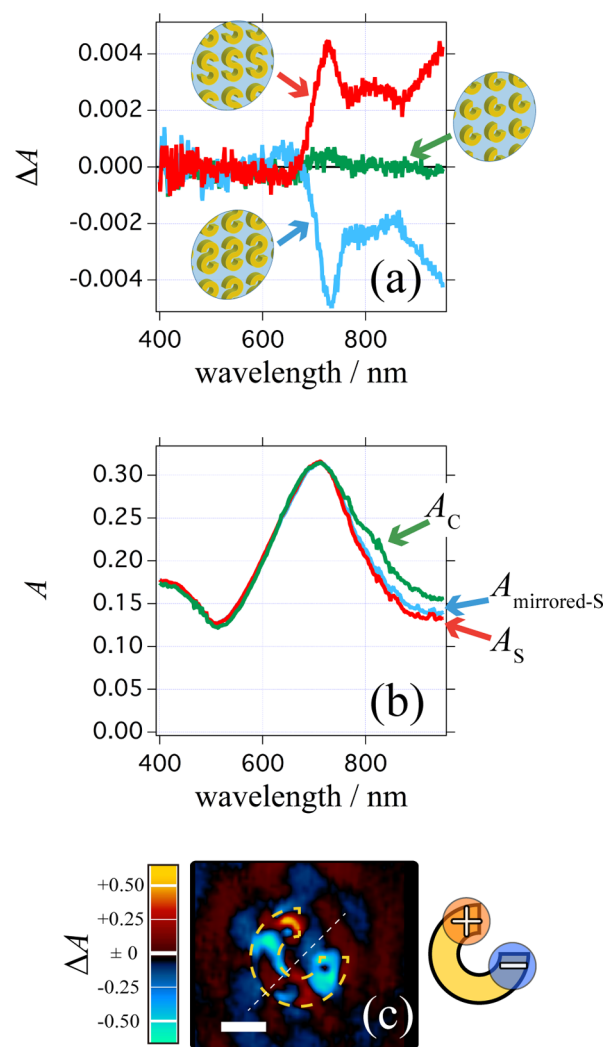 0.004
0.002
0.000
-0.002
-0.004
ΔA
(a)
400
600
800
wavelength / nm
0.30
0.25
0.20
0.15
0.10
0.05
0.00
A
A_C
A_mirrored-S
A_S
(b)
400
600
800
wavelength / nm
+0.50
+0.25
± 0
-0.25
-0.50
ΔA
(c)
+
−